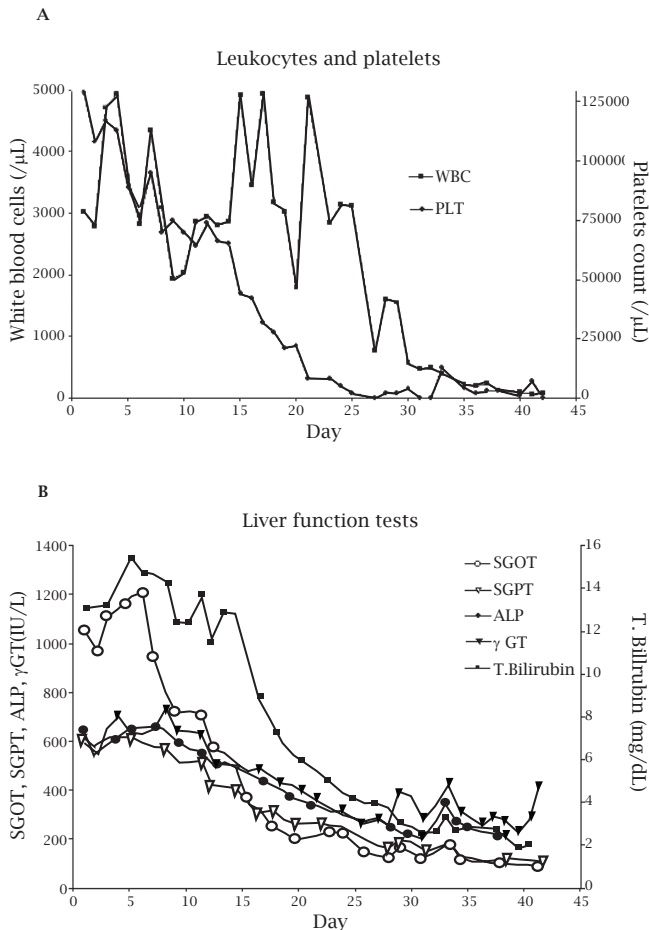 A
Leukocytes and platelets
White blood cells (/µL)
5000
4000
3000
2000
1000
0
125000
100000
75000
50000
25000
0
Platelets count (/µL)
WBC
PLT
0 5 10 15 20 25 30 35 40 45
Day
B
Liver function tests
SGOT, SGPT, ALP, γGT(IU/L)
1400
1200
1000
800
600
400
200
0
16
14
12
10
8
6
4
2
0
T. Billrubin (mg/dL)
SGOT
SGPT
ALP
γ GT
T.Bilirubin
0 5 10 15 20 25 30 35 40 45
Day